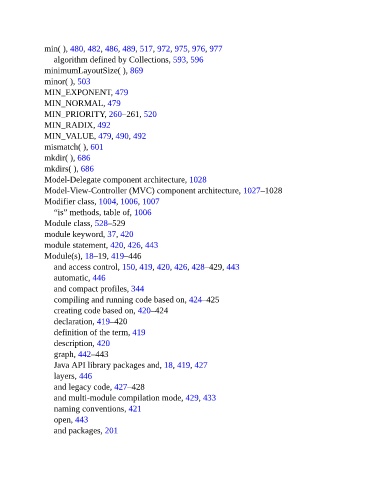 min( ), 480, 482, 486, 489, 517, 972, 975, 976, 977
algorithm defined by Collections, 593, 596
minimumLayoutSize( ), 869
minor( ), 503
MIN_EXPONENT, 479
MIN_NORMAL, 479
MIN_PRIORITY, 260–261, 520
MIN_RADIX, 492
MIN_VALUE, 479, 490, 492
mismatch( ), 601
mkdir( ), 686
mkdirs( ), 686
Model-Delegate component architecture, 1028
Model-View-Controller (MVC) component architecture, 1027–1028
Modifier class, 1004, 1006, 1007
“is” methods, table of, 1006
Module class, 528–529
module keyword, 37, 420
module statement, 420, 426, 443
Module(s), 18–19, 419–446
and access control, 150, 419, 420, 426, 428–429, 443
automatic, 446
and compact profiles, 344
compiling and running code based on, 424–425
creating code based on, 420–424
declaration, 419–420
definition of the term, 419
description, 420
graph, 442–443
Java API library packages and, 18, 419, 427
layers, 446
and legacy code, 427–428
and multi-module compilation mode, 429, 433
naming conventions, 421
open, 443
and packages, 201